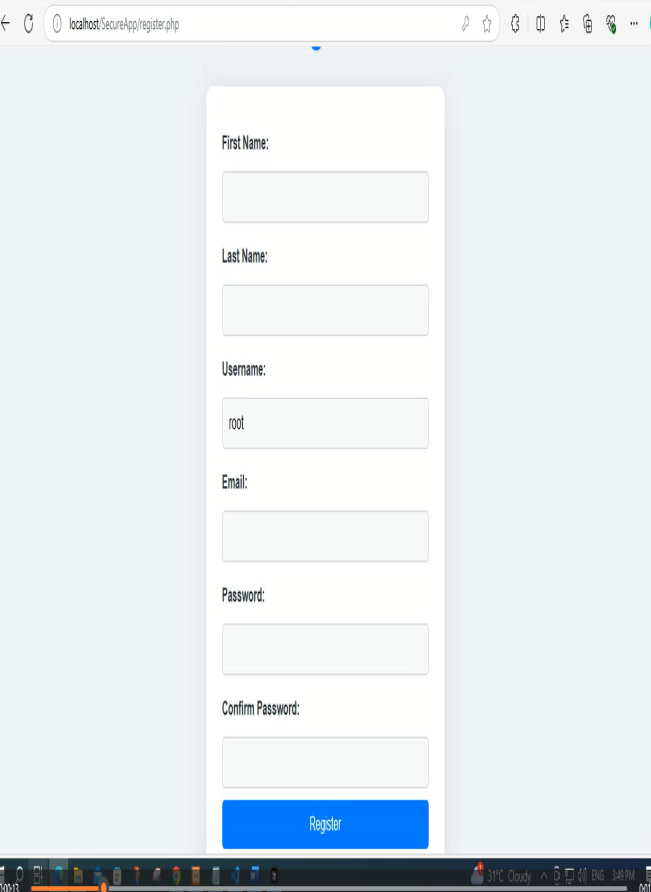 localhost/SecureApp/register.php
First Name:
Last Name:
Username:
root
Email:
Password:
Confirm Password:
Register
31°C Cloudy ENG 3:49 PM